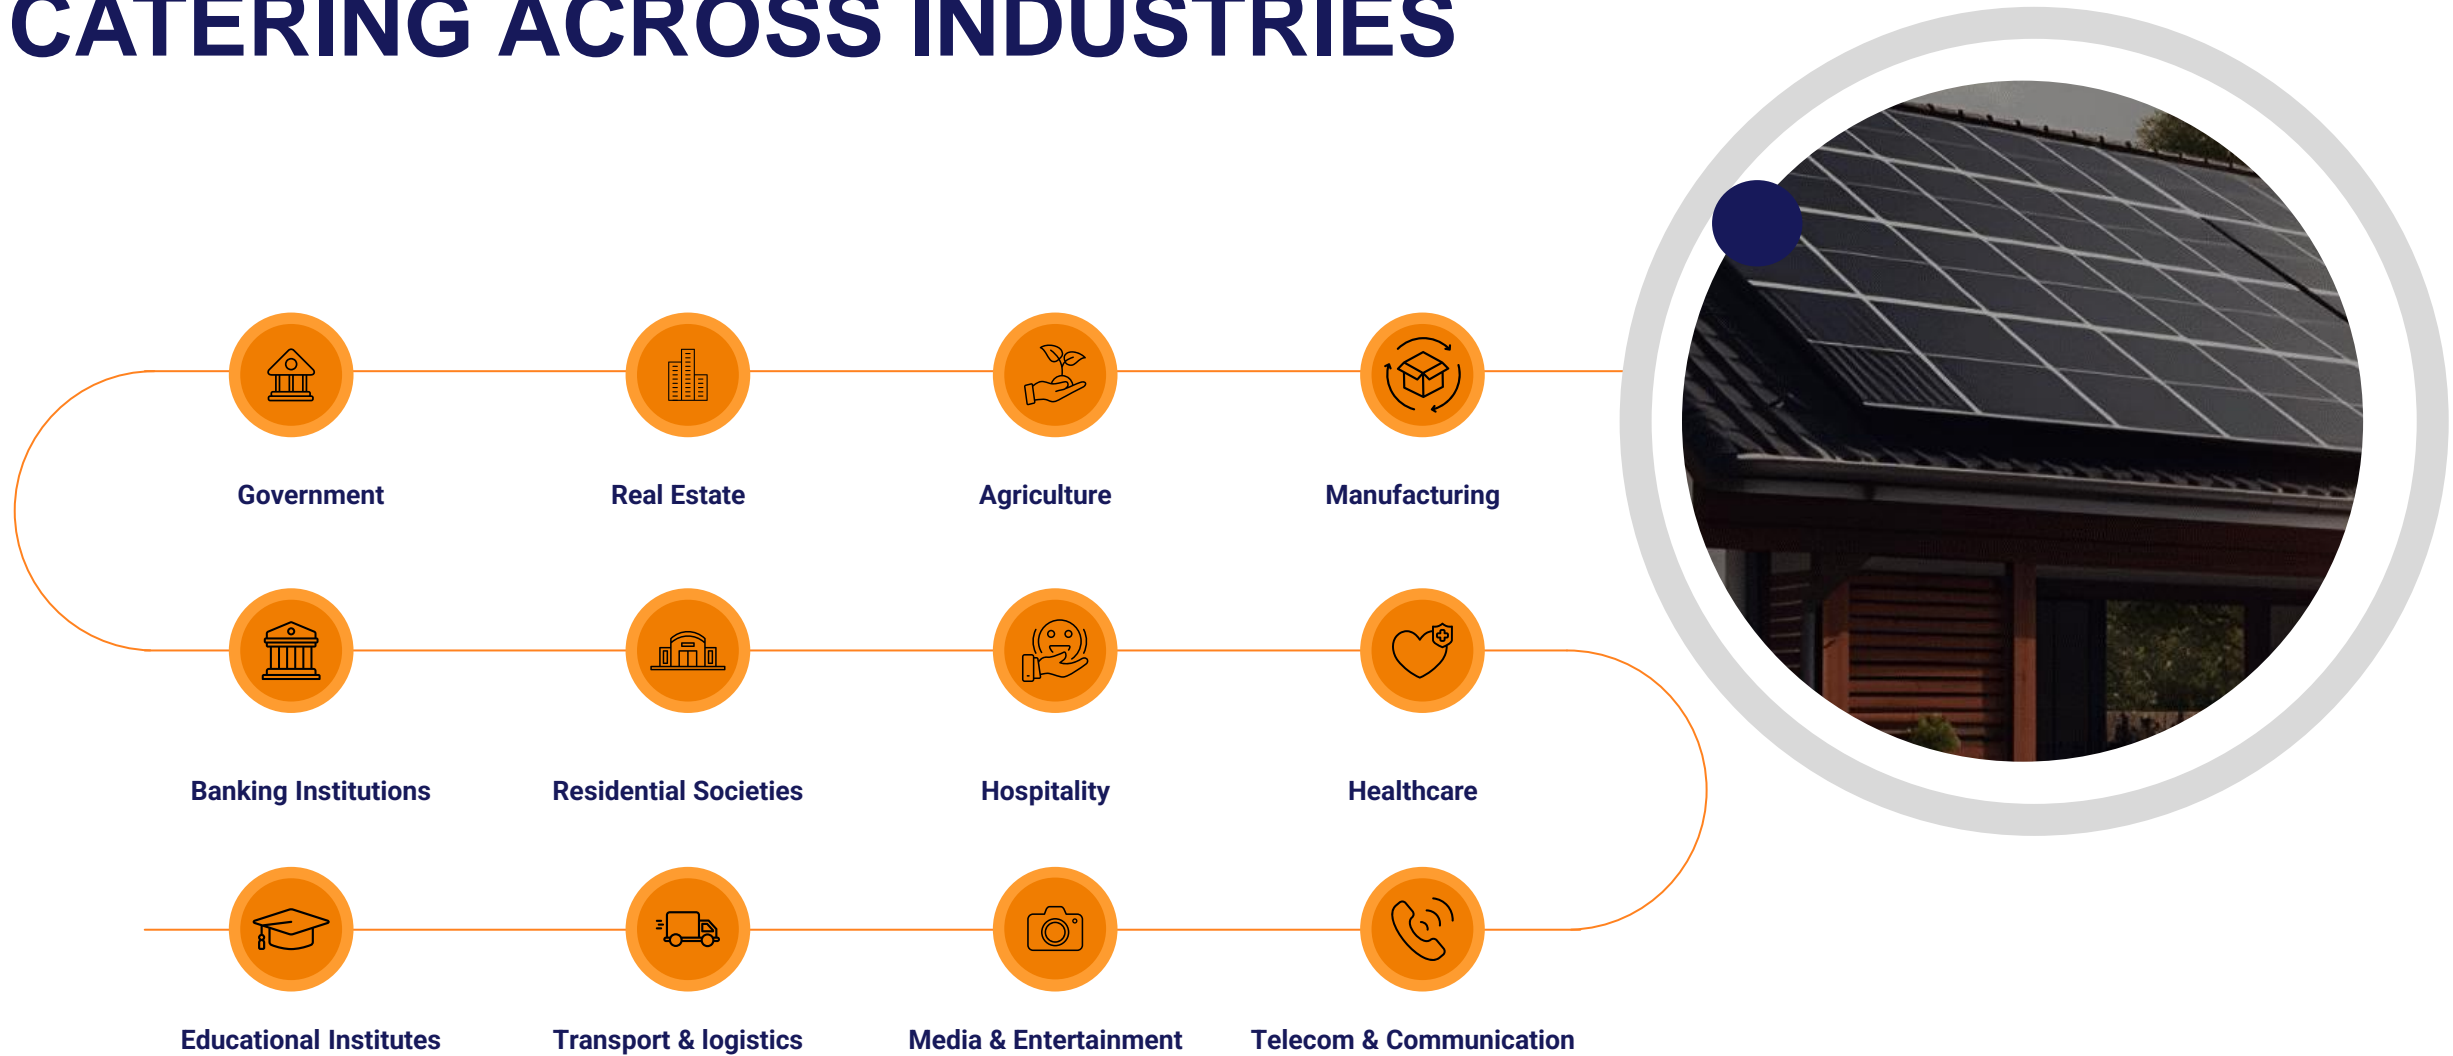 CATERING ACROSS INDUSTRIES
Government
Real Estate
Agriculture
Manufacturing
Banking Institutions
Residential Societies
Hospitality
Healthcare
Educational Institutes
Transport & logistics
Media & Entertainment
Telecom & Communication